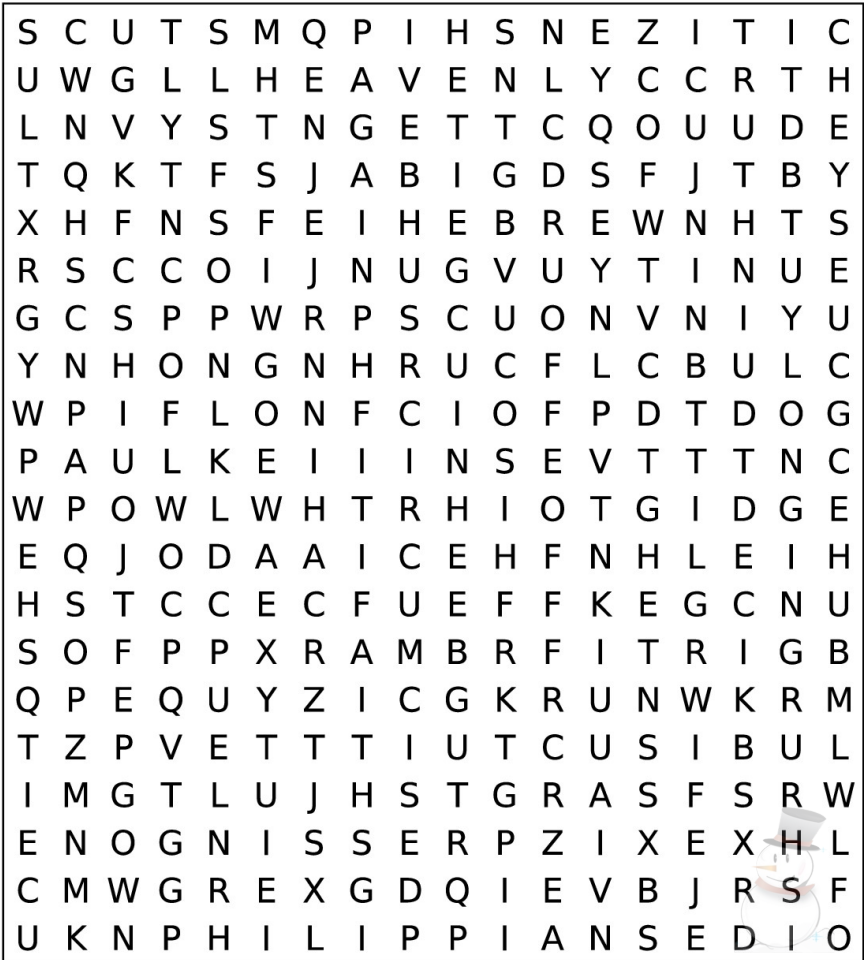 S C U T S M Q P I H S N E Z I T I C
U W G L L H E A V E N L Y C C R T H
L N V Y S T N G E T T C Q O U U D E
T Q K T F S J A B I G D S F J T B Y
X H F N S F E I H E B R E W N H T S
R S C C O I J N U G V U Y T I N U E
G C S P P W R P S C U O N V N I Y U
Y N H O N G N H R U C F L C B U L C
W P I F L O N F C I O F P D T D O G
P A U L K E I I I N S E V T T T N C
W P O W L W H T R H I O T G I D G E
E Q J O D A A I C E H F N H L E I H
H S T C C E C F U E F F K E G C N U
S O F P P X R A M B R F I T R I G B
Q P E Q U Y Z I C G K R U N W K R M
T Z P V E T T T I U T C U S I B U L
I M G T L U J H S T G R A S F S R W
E N O G N I S S E R P Z I X E X H L
C M W G R E X G D Q I E V B J R S F
U K N P H I L I P P I A N S E D I O